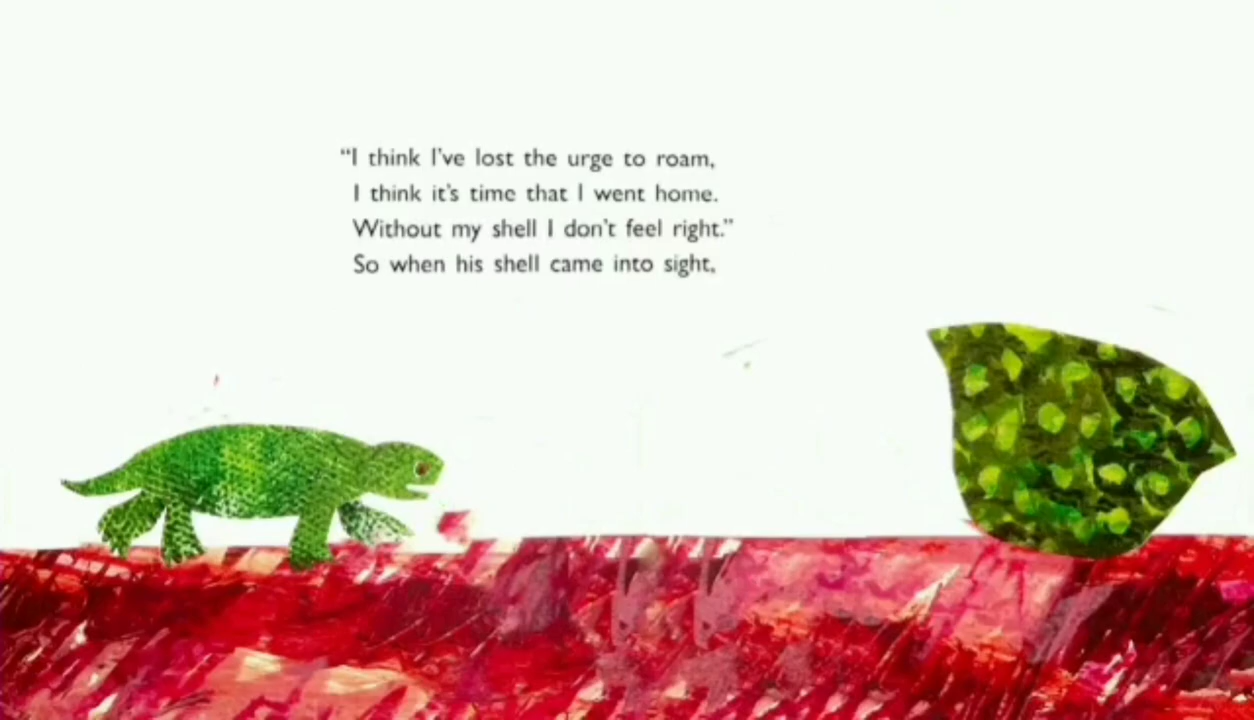 “I think I’ve lost the urge to roam,
I think it’s time that I went home.
Without my shell I don’t feel right.”
So when his shell came into sight,